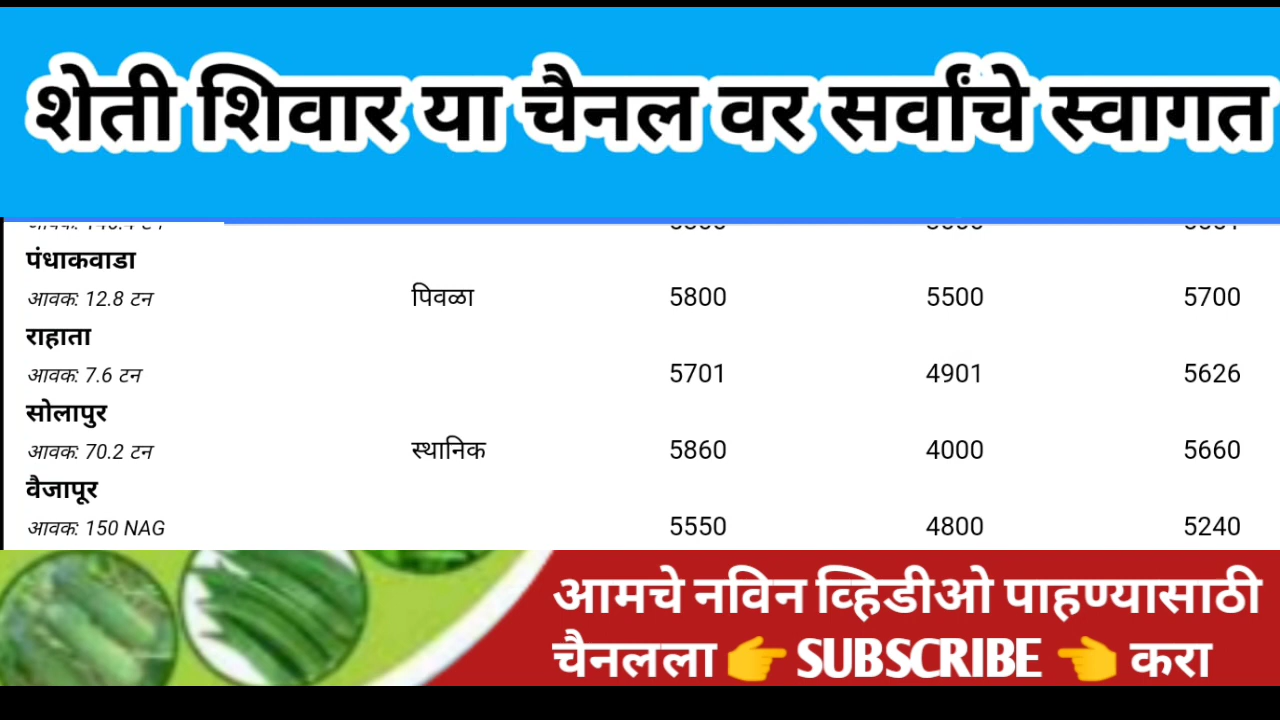 शेती शिवार या चैनल वर सर्वांचे स्वागत
पंधाकवाडा
आवक: 12.8 टन पिवळा 5800 5500 5700
राहाता
आवक: 7.6 टन 5701 4901 5626
सोलापुर
आवक: 70.2 टन स्थानिक 5860 4000 5660
वैजापूर
आवक: 150 NAG 5550 4800 5240
आमचे नविन व्हिडीओ पाहण्यासाठी
चैनलला 👉 SUBSCRIBE 👈 करा